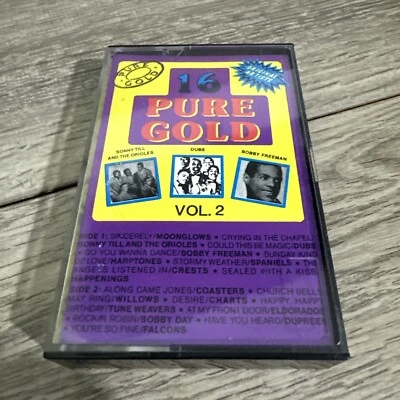 PURE
GOLD
ORIGINAL
ARTISTS
16
PURE
GOLD
SONNY TILL
AND THE ORIOLES
DUBS
BOBBY FREEMAN
VOL. 2
SIDE 1: SINCERELY/MOONGLOWS • CRYING IN THE CHAPEL/
SONNY TILL AND THE ORIOLES • COULD THIS BE MAGIC/DUBS
• DO YOU WANNA DANCE/BOBBY FREEMAN • SUNDAY KIND
OF LOVE/HARPTONES • STORMY WEATHER/SPANIELS • THE
ANGELS LISTENED IN/CRESTS • SEALED WITH A KISS/
HAPPENINGS
SIDE 2: ALONG CAME JONES/COASTERS • CHURCH BELLS
MAY RING/WILLOWS • DESIRE/CHARTS • HAPPY, HAPPY
BIRTHDAY/TUNE WEAVERS • AT MY FRONT DOOR/ELDORADOS
• ROCKIN ROBIN/BOBBY DAY • HAVE YOU HEARD/DUPREES
• YOU'RE SO FINE/FALCONS